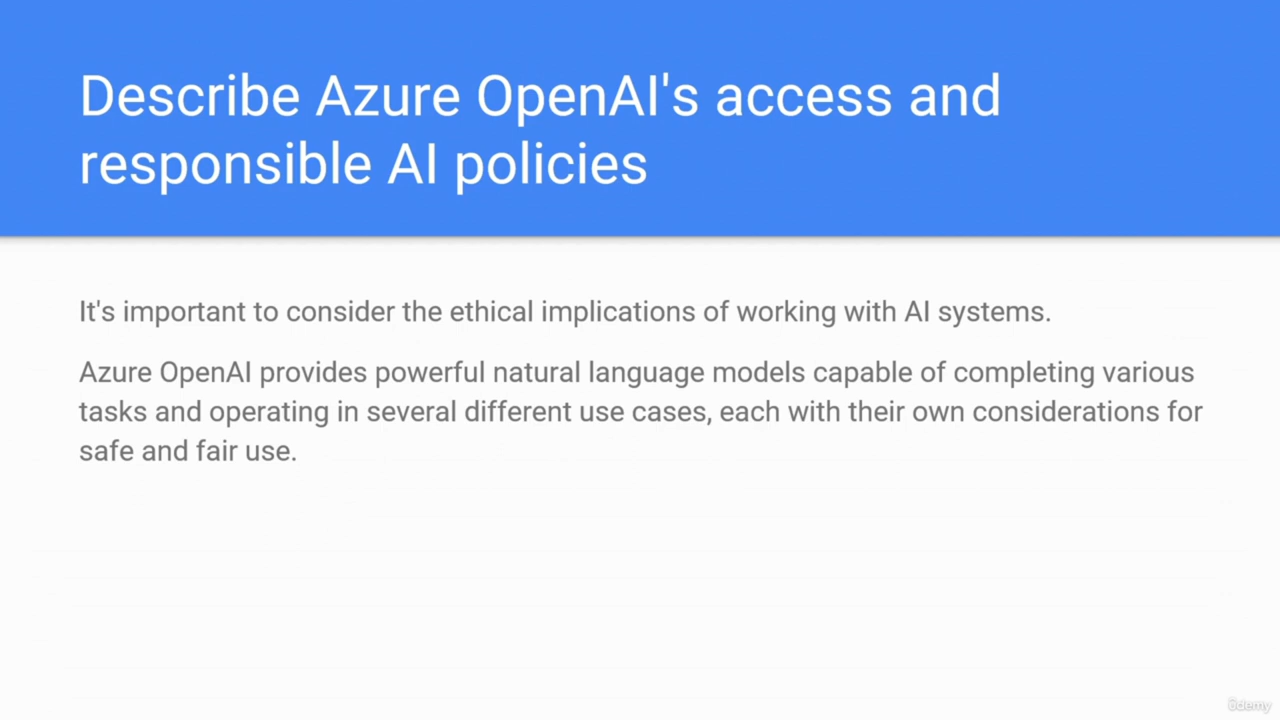 Describe Azure OpenAI's access and
responsible AI policies
It's important to consider the ethical implications of working with AI systems.
Azure OpenAI provides powerful natural language models capable of completing various
tasks and operating in several different use cases, each with their own considerations for
safe and fair use.
ûdemy